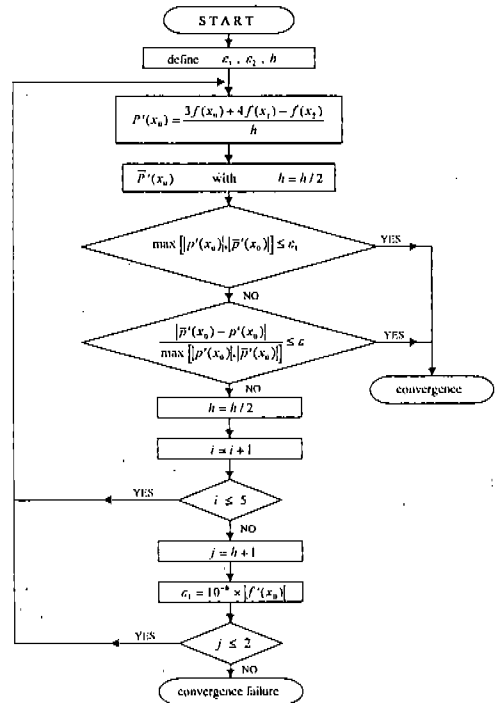 START
define ε₁ , ε₂ , h
P'(x₀) = 3f(x₀) + 4f(x₁) − f(x₂) / h
P̅'(x₀) with h = h / 2
max {|p'(x₀)|,|p̅'(x₀)|} ≤ ε₁
YES
NO
|p̅'(x₀) − p'(x₀)| / max {|p'(x₀)|,|p̅'(x₀)|} ≤ ε
YES
NO
convergence
h = h / 2
i = i + 1
YES
i ≤ 5
NO
j = h + 1
ε₁ = 10⁻⁶ × |f'(x₀)|
YES
j ≤ 2
NO
convergence failure